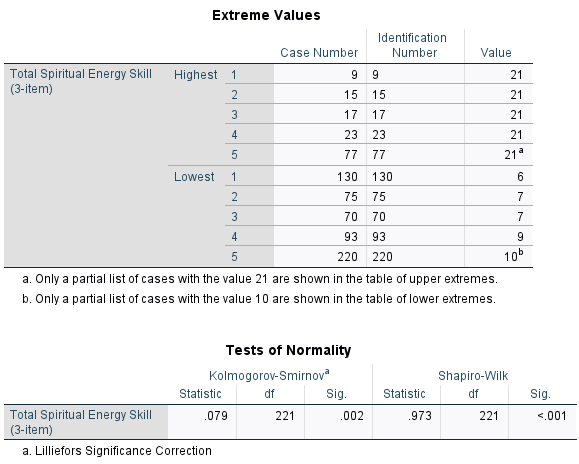 Extreme Values
Case Number Identification Number Value
Total Spiritual Energy Skill (3-item) Highest 1 9 9 21
2 15 15 21
3 17 17 21
4 23 23 21
5 77 77 21a
Lowest 1 130 130 6
2 75 75 7
3 70 70 7
4 93 93 9
5 220 220 10b
a. Only a partial list of cases with the value 21 are shown in the table of upper extremes.
b. Only a partial list of cases with the value 10 are shown in the table of lower extremes.
Tests of Normality
Kolmogorov-Smirnova Shapiro-Wilk
Statistic df Sig. Statistic df Sig.
Total Spiritual Energy Skill (3-item) .079 221 .002 .973 221 <.001
a. Lilliefors Significance Correction